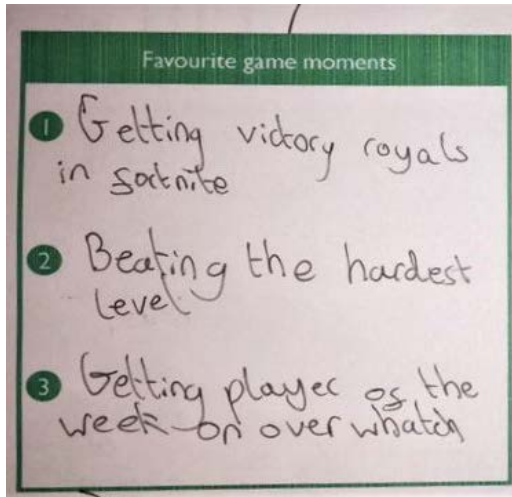 Favourite game moments
1 Getting victory royals
in fortnite
2 Beating the hardest
level.
3 Getting player of the
week on over whatch